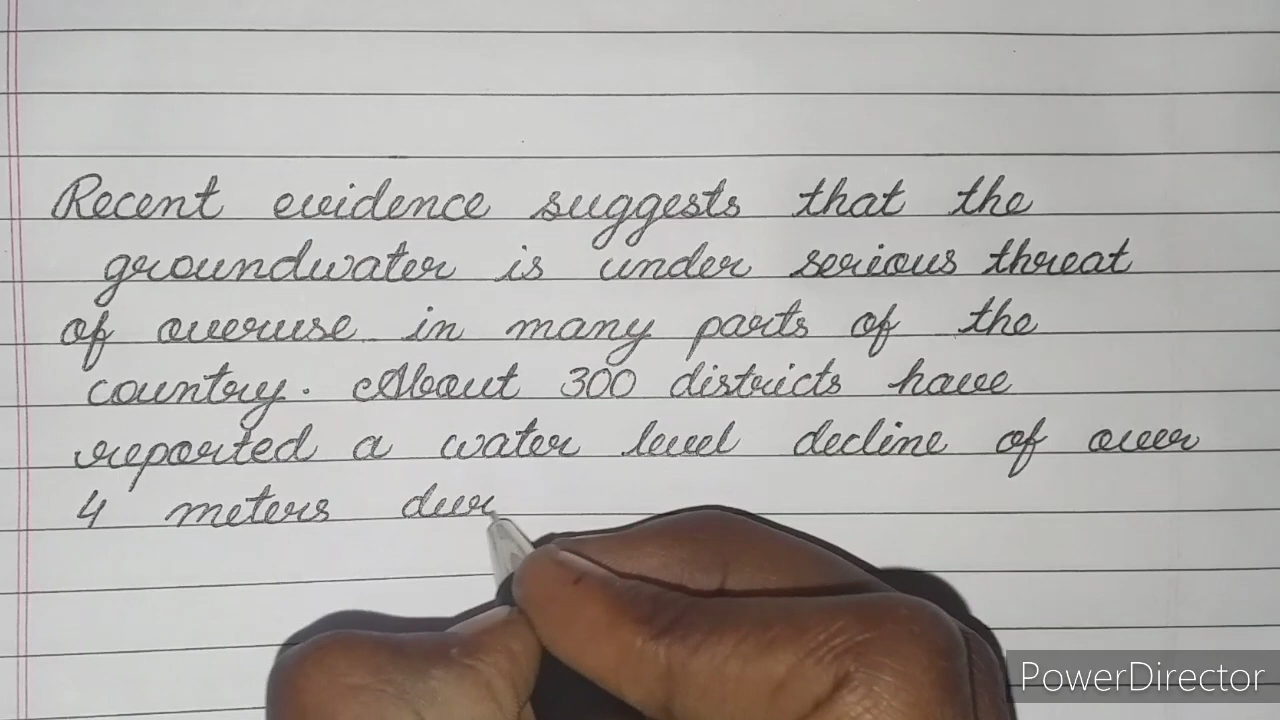 Recent evidence suggests that the
groundwater is under serious threat
of overuse in many parts of the
country. About 300 districts have
reported a water level decline of over
4 meters dur
PowerDirector